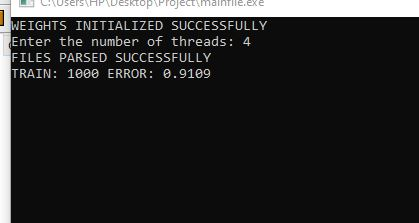 C:\Users\HP\Desktop\Project\mainfile.exe
WEIGHTS INITIALIZED SUCCESSFULLY
Enter the number of threads: 4
FILES PARSED SUCCESSFULLY
TRAIN: 1000 ERROR: 0.9109